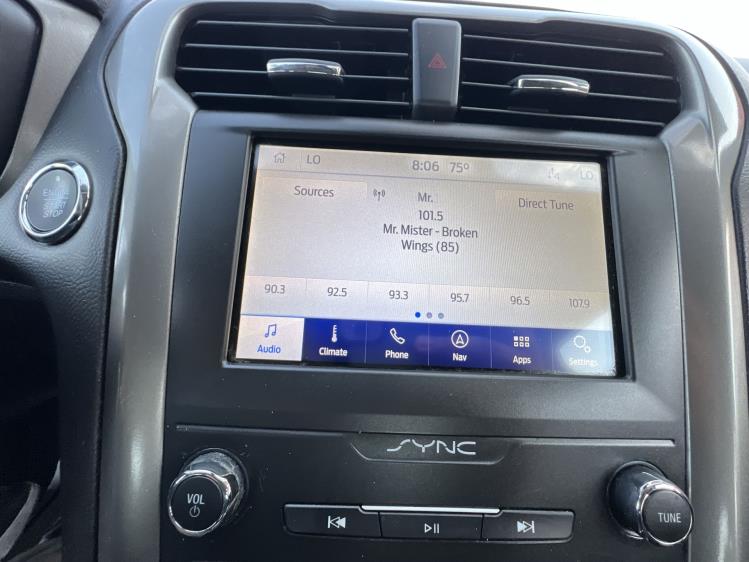 LO
8:06 75°
4
LO
ENGINE
START
STOP
Sources
Mr.
Direct Tune
101.5
Mr. Mister - Broken
Wings (85)
90.3 92.5 93.3 95.7 96.5 107.9
Audio Climate Phone Nav Apps Settings
SYNC
VOL
TUNE